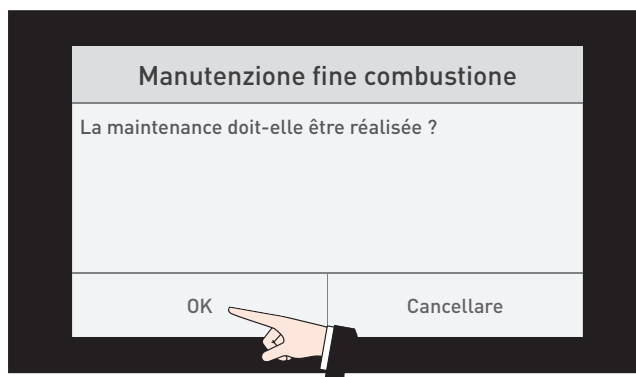 Manutenzione fine combustione
La maintenance doit-elle être réalisée ?
OK
Cancellare